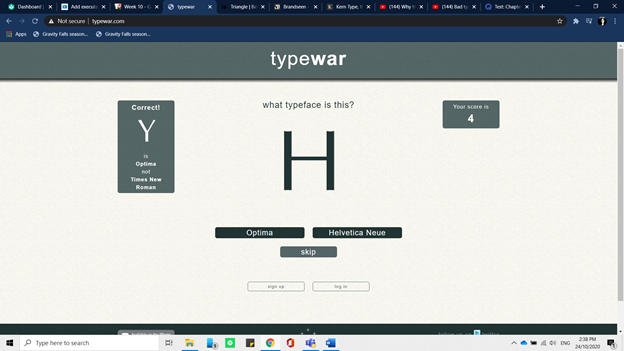 Dashboard
Add execute
Week 10 - G
typewar
Triangle | B
Brandseen -
Kern Type, t
(144) Why t
(144) Bad t
Test: Chapte
Not secure | typewar.com
Apps
Gravity Falls season...
Gravity Falls season...
typewar
Correct!
Y
is
Optima
not
Times New
Roman
what typeface is this?
H
Your score is
4
Optima
Helvetica Neue
skip
sign up
log in
Type here to search
ENG
2:38 PM
24/10/2020